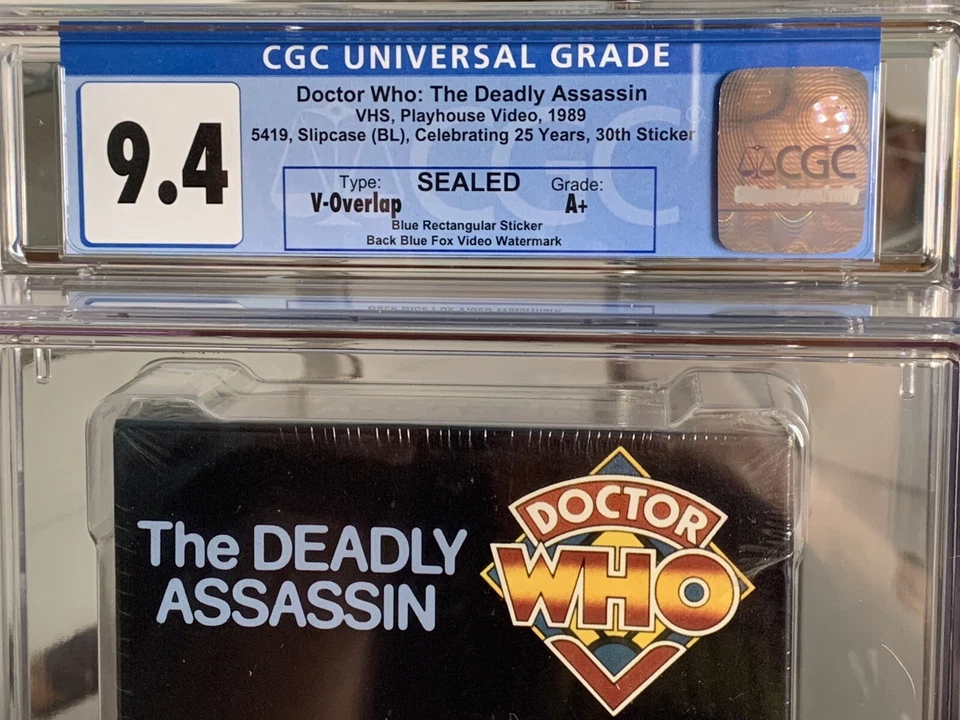 CGC UNIVERSAL GRADE
9.4
Doctor Who: The Deadly Assassin
VHS, Playhouse Video, 1989
5419, Slipcase (BL), Celebrating 25 Years, 30th Sticker
Type: SEALED Grade:
V-Overlap A+
Blue Rectangular Sticker
Back Blue Fox Video Watermark
CGC
CGC
The DEADLY
ASSASSIN
DOCTOR
WHO